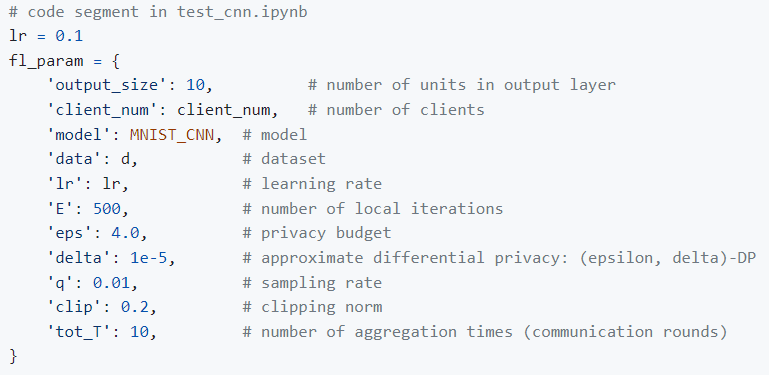 # code segment in test_cnn.ipynb
lr = 0.1
fl_param = {
    'output_size': 10,          # number of units in output layer
    'client_num': client_num,   # number of clients
    'model': MNIST_CNN,  # model
    'data': d,           # dataset
    'lr': lr,            # learning rate
    'E': 500,            # number of local iterations
    'eps': 4.0,          # privacy budget
    'delta': 1e-5,       # approximate differential privacy: (epsilon, delta)-DP
    'q': 0.01,           # sampling rate
    'clip': 0.2,         # clipping norm
    'tot_T': 10,         # number of aggregation times (communication rounds)
}